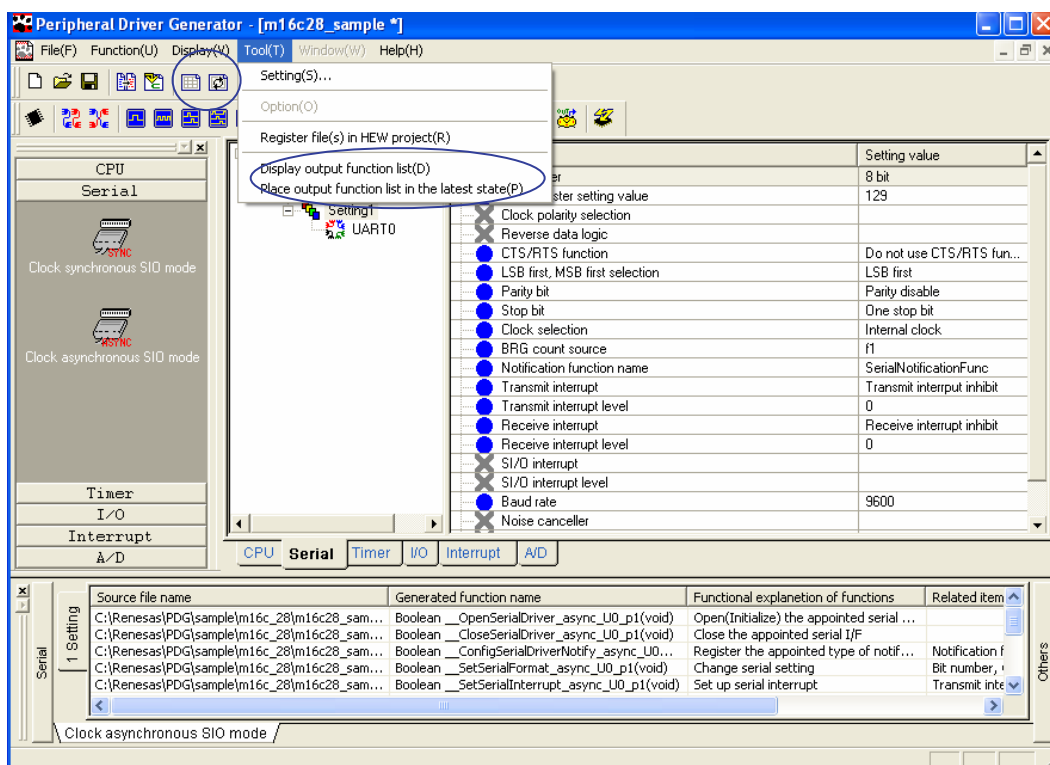 Peripheral Driver Generator - [m16c28_sample *]
File(F) Function(U) Display(V) Tool(T) Window(W) Help(H)
Setting(S)...
Option(O)
Register file(s) in HEW project(R)
Display output function list(D)
Place output function list in the latest state(P)
CPU
Serial
SYNC
Clock synchronous SIO mode
ASYNC
Clock asynchronous SIO mode
Timer
I/O
Interrupt
A/D
Setting1
UART0
Setting value
8 bit
setting value 129
Clock polarity selection
Reverse data logic
CTS/RTS function Do not use CTS/RTS fun...
LSB first, MSB first selection LSB first
Parity bit Parity disable
Stop bit One stop bit
Clock selection Internal clock
BRG count source f1
Notification function name SerialNotificationFunc
Transmit interrupt Transmit interrput inhibit
Transmit interrupt level 0
Receive interrupt Receive interrupt inhibit
Receive interrupt level 0
SI/O interrupt
SI/O interrupt level
Baud rate 9600
Noise canceller
CPU Serial Timer I/O Interrupt A/D
Serial
1 Setting
Source file name Generated function name Functional explanetion of functions Related item
C:\Renesas\PDG\sample\m16c_28\m16c28_sam... Boolean __OpenSerialDriver_async_U0_p1(void) Open(Initialize) the appointed serial ...
C:\Renesas\PDG\sample\m16c_28\m16c28_sam... Boolean __CloseSerialDriver_async_U0_p1(void) Close the appointed serial I/F
C:\Renesas\PDG\sample\m16c_28\m16c28_sam... Boolean __ConfigSerialDriverNotify_async_U0... Register the appointed type of notif... Notification f
C:\Renesas\PDG\sample\m16c_28\m16c28_sam... Boolean __SetSerialFormat_async_U0_p1(void) Change serial setting Bit number,
C:\Renesas\PDG\sample\m16c_28\m16c28_sam... Boolean __SetSerialInterrupt_async_U0_p1(void) Set up serial interrupt Transmit inte
Others
Clock asynchronous SIO mode